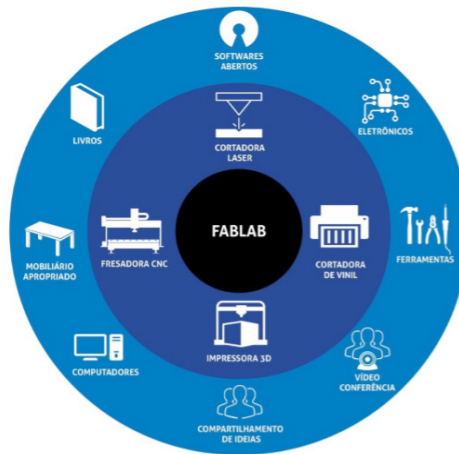 SOFTWARES
ABERTOS
LIVROS
ELETRÔNICOS
CORTADORA
LASER
FABLAB
MOBILIÁRIO
APROPRIADO
FRESADORA CNC
CORTADORA
DE VINIL
FERRAMENTAS
IMPRESSORA 3D
COMPUTADORES
VÍDEO
CONFERÊNCIA
COMPARTILHAMENTO
DE IDEIAS